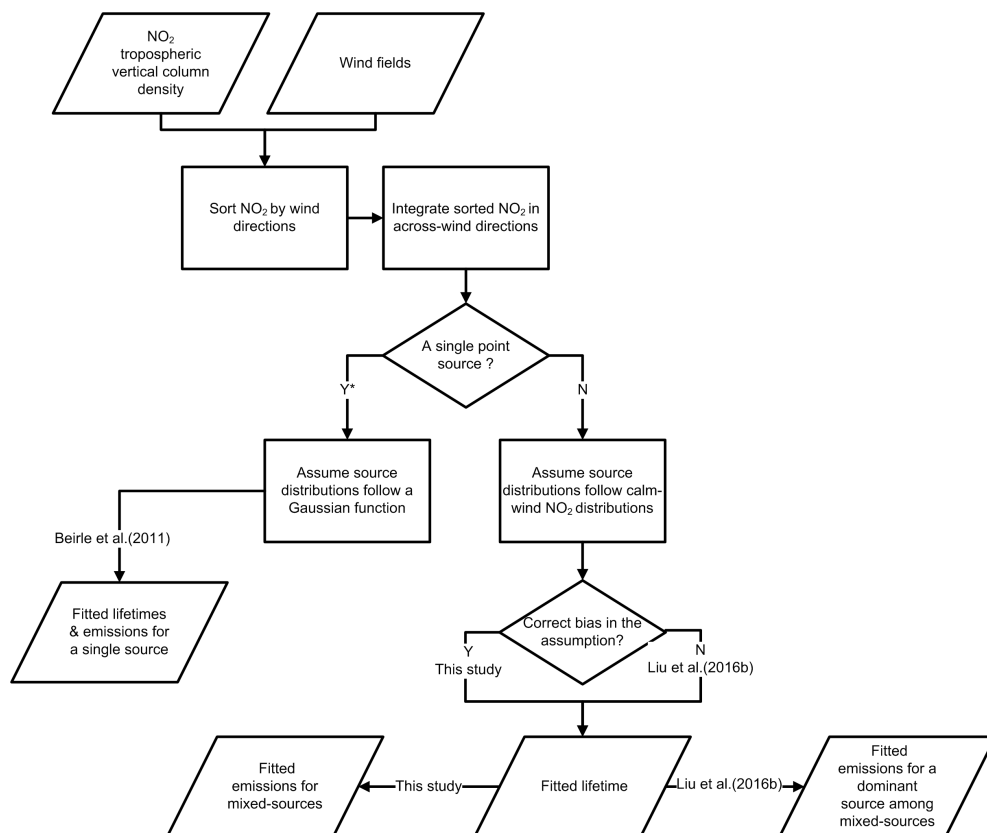 NO₂
tropospheric
vertical column
density
Wind fields
Sort NO₂ by wind
directions
Integrate sorted NO₂ in
across-wind directions
A single point
source ?
Y*
N
Assume source
distributions follow a
Gaussian function
Assume source
distributions follow calm-
wind NO₂ distributions
Beirle et al.(2011)
Fitted lifetimes
& emissions for
a single source
Correct bias in the
assumption?
Y
This study
N
Liu et al.(2016b)
Fitted
emissions for
mixed-sources
This study
Fitted lifetime
Liu et al.(2016b)
Fitted
emissions for a
dominant
source among
mixed-sources